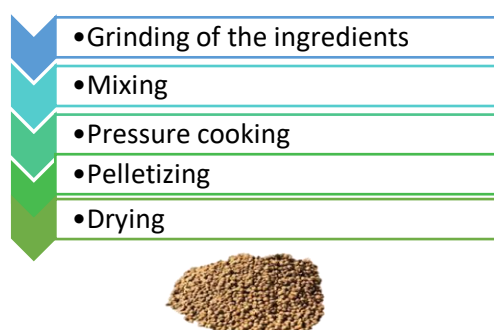 •Grinding of the ingredients
•Mixing
•Pressure cooking
•Pelletizing
•Drying